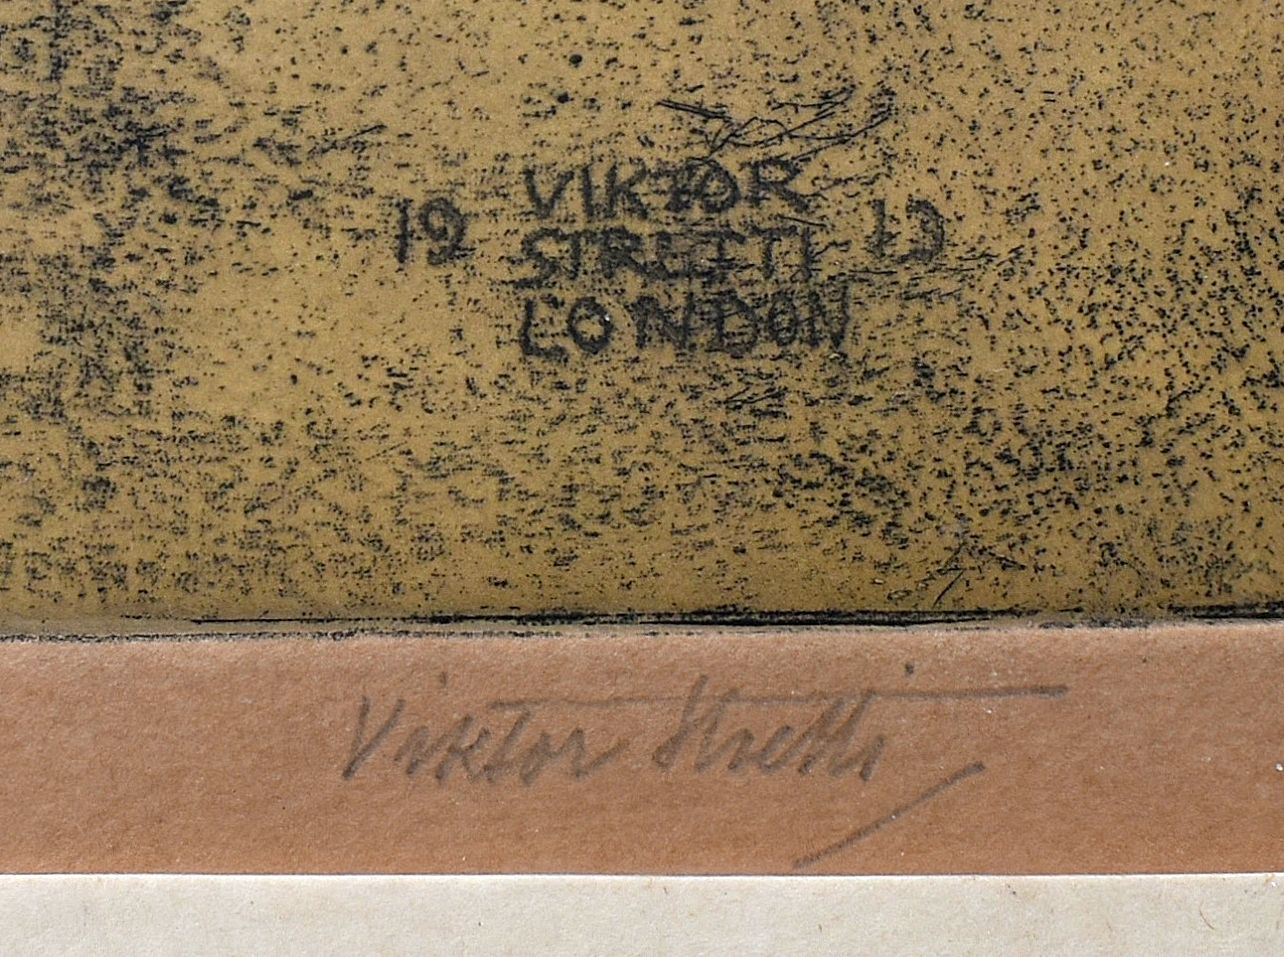 19 VIKTOR 13
STRETTI
LONDON
Viktor Stretti